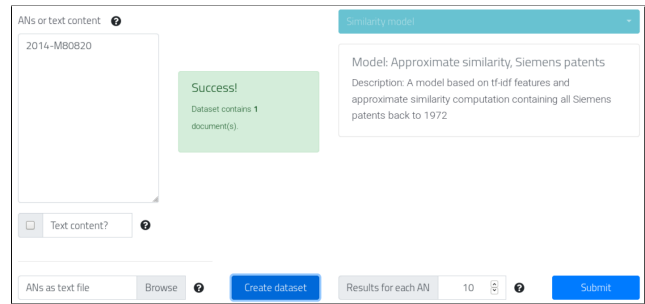 ANs or text content ?
2014-M80820
Success!
Dataset contains 1
document(s).
Text content? ?
ANs as text file Browse ? Create dataset
Similarity model
Model: Approximate similarity, Siemens patents
Description: A model based on tf-idf features and
approximate similarity computation containing all Siemens
patents back to 1972
Results for each AN 10 ? Submit